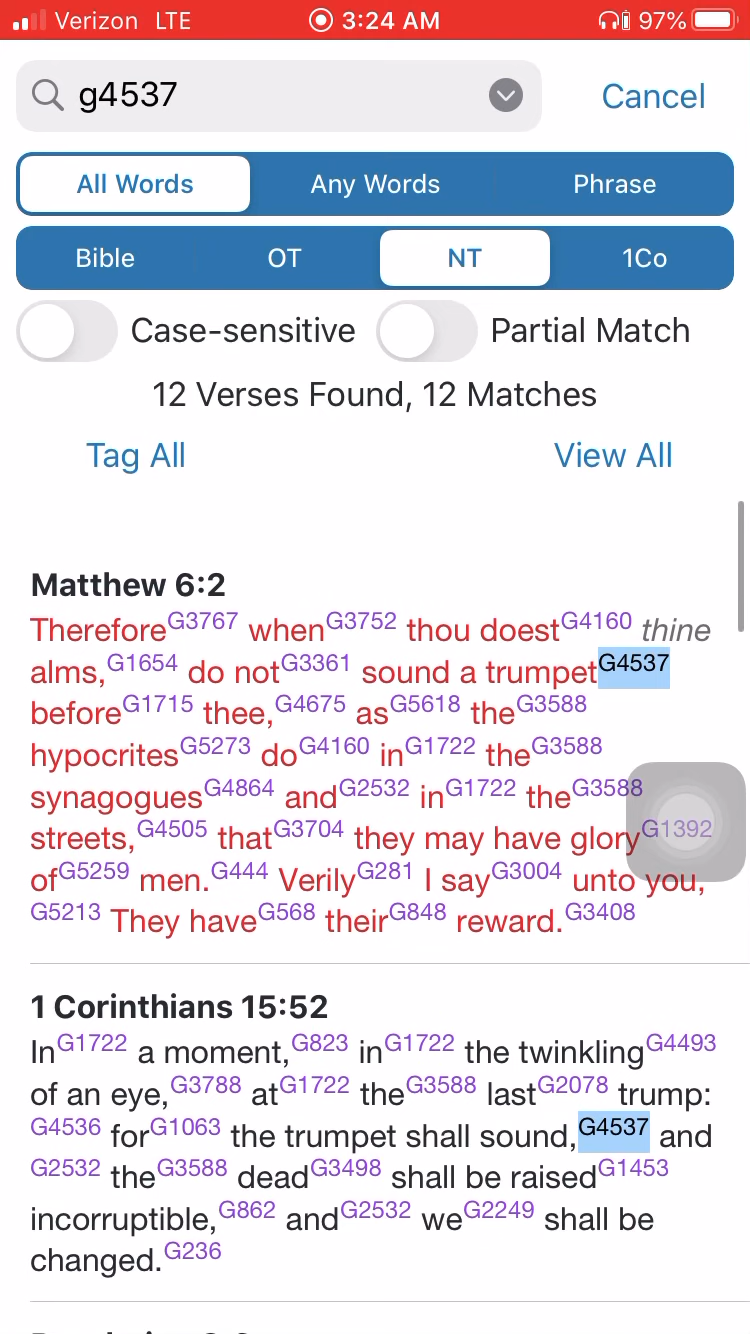 Verizon LTE 3:24 AM 97%
g4537 Cancel
All Words Any Words Phrase
Bible OT NT 1Co
Case-sensitive Partial Match
12 Verses Found, 12 Matches
Tag All View All
Matthew 6:2
ThereforeG3767 whenG3752 thou doestG4160 thine
alms,G1654 do notG3361 sound a trumpetG4537
beforeG1715 thee,G4675 asG5618 theG3588
hypocritesG5273 doG4160 inG1722 theG3588
synagoguesG4864 andG2532 inG1722 theG3588
streets,G4505 thatG3704 they may have gloryG1392
ofG5259 men.G444 VerilyG281 I sayG3004 unto you,
G5213 They haveG568 theirG848 reward.G3408
1 Corinthians 15:52
InG1722 a moment,G823 inG1722 the twinklingG4493
of an eye,G3788 atG1722 theG3588 lastG2078 trump:
G4536 forG1063 the trumpet shall sound,G4537 and
G2532 theG3588 deadG3498 shall be raisedG1453
incorruptible,G862 andG2532 weG2249 shall be
changed.G236